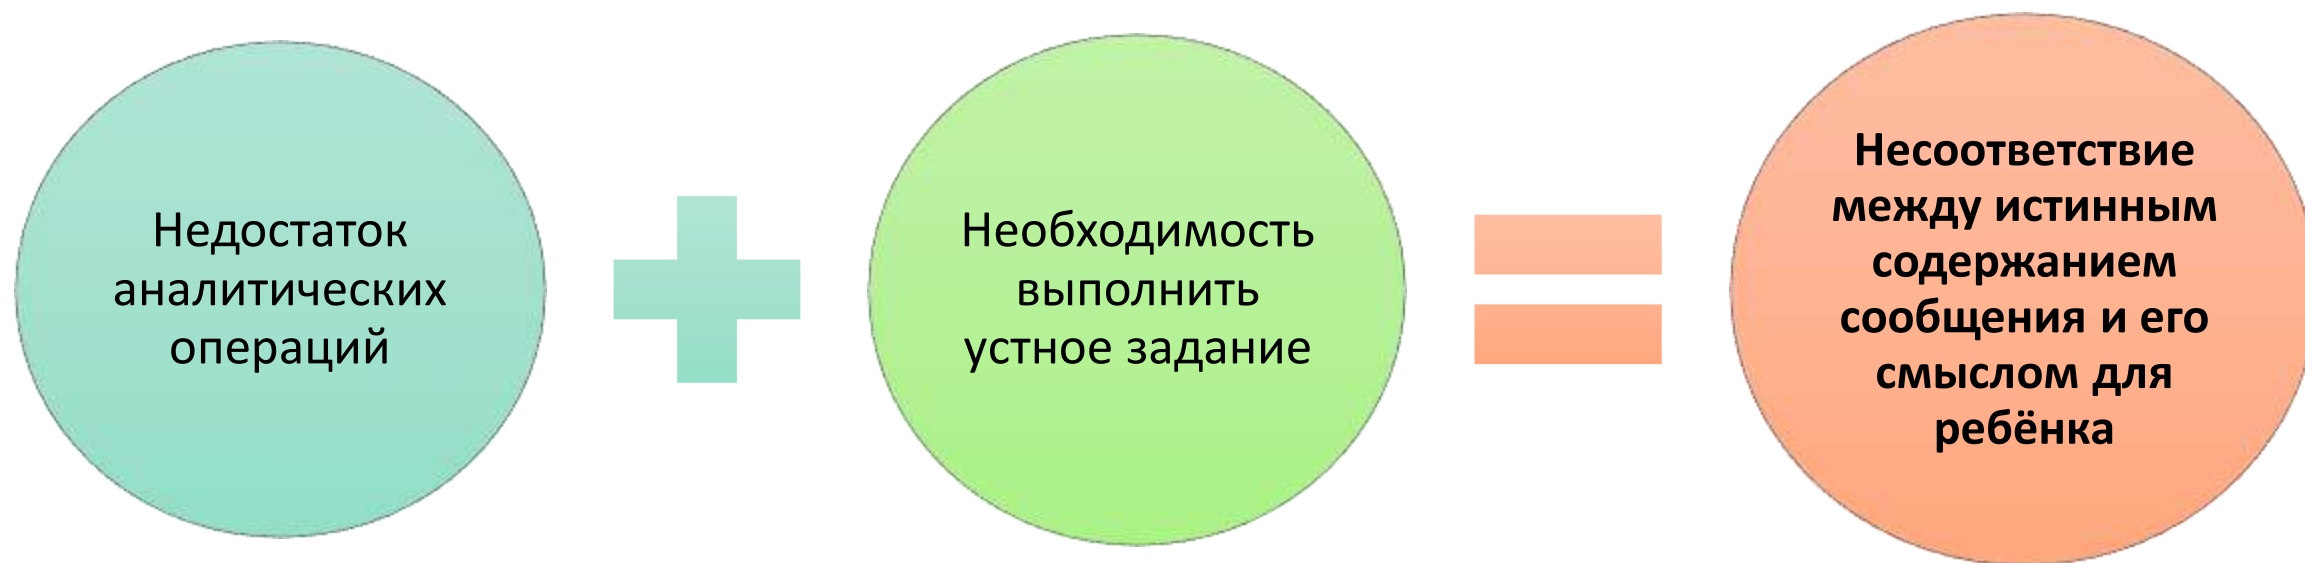 Недостаток
аналитических
операций
Необходимость
выполнить
устное задание
Несоответствие
между истинным
содержанием
сообщения и его
смыслом для
ребёнка